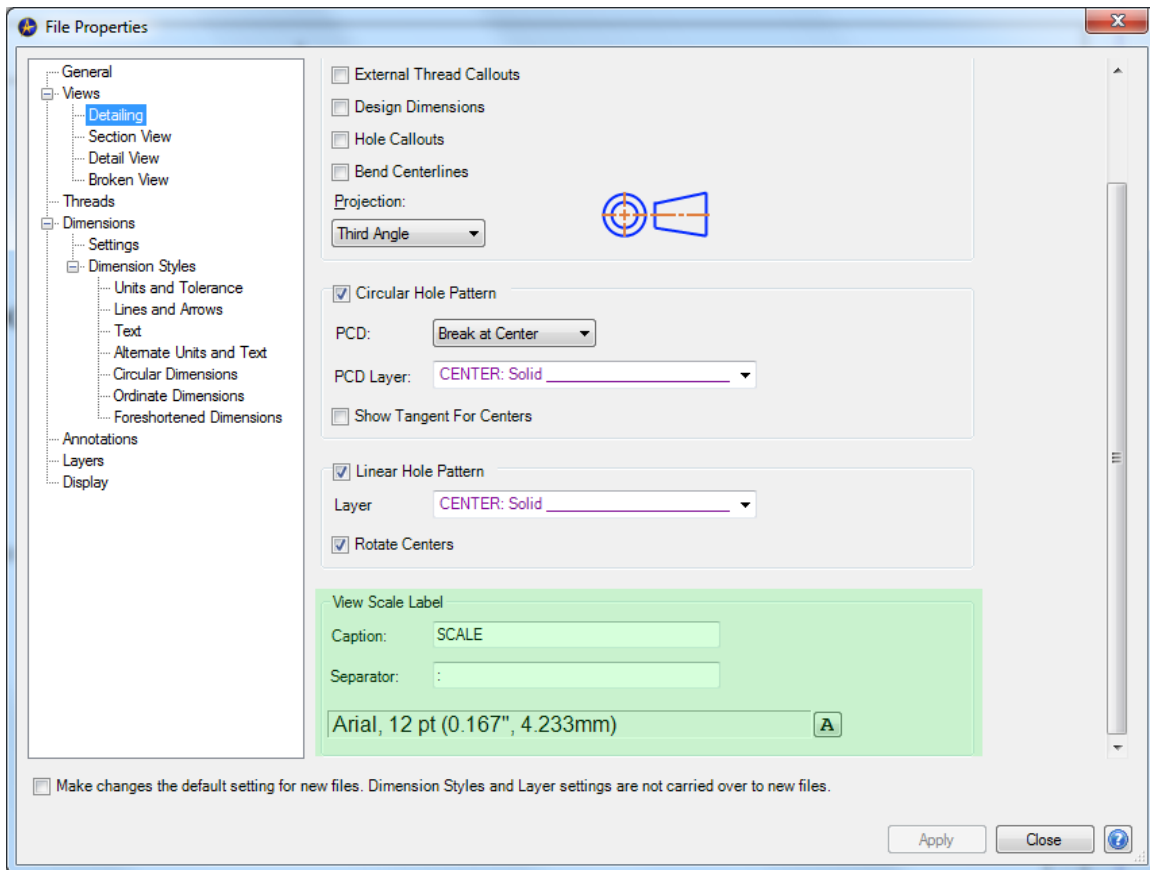 File Properties
General
Views
Detailing
Section View
Detail View
Broken View
Threads
Dimensions
Settings
Dimension Styles
Units and Tolerance
Lines and Arrows
Text
Alternate Units and Text
Circular Dimensions
Ordinate Dimensions
Foreshortened Dimensions
Annotations
Layers
Display
External Thread Callouts
Design Dimensions
Hole Callouts
Bend Centerlines
Projection:
Third Angle
Circular Hole Pattern
PCD: Break at Center
PCD Layer: CENTER: Solid
Show Tangent For Centers
Linear Hole Pattern
Layer CENTER: Solid
Rotate Centers
View Scale Label
Caption: SCALE
Separator: :
Arial, 12 pt (0.167", 4.233mm) A
Make changes the default setting for new files. Dimension Styles and Layer settings are not carried over to new files.
Apply Close ?